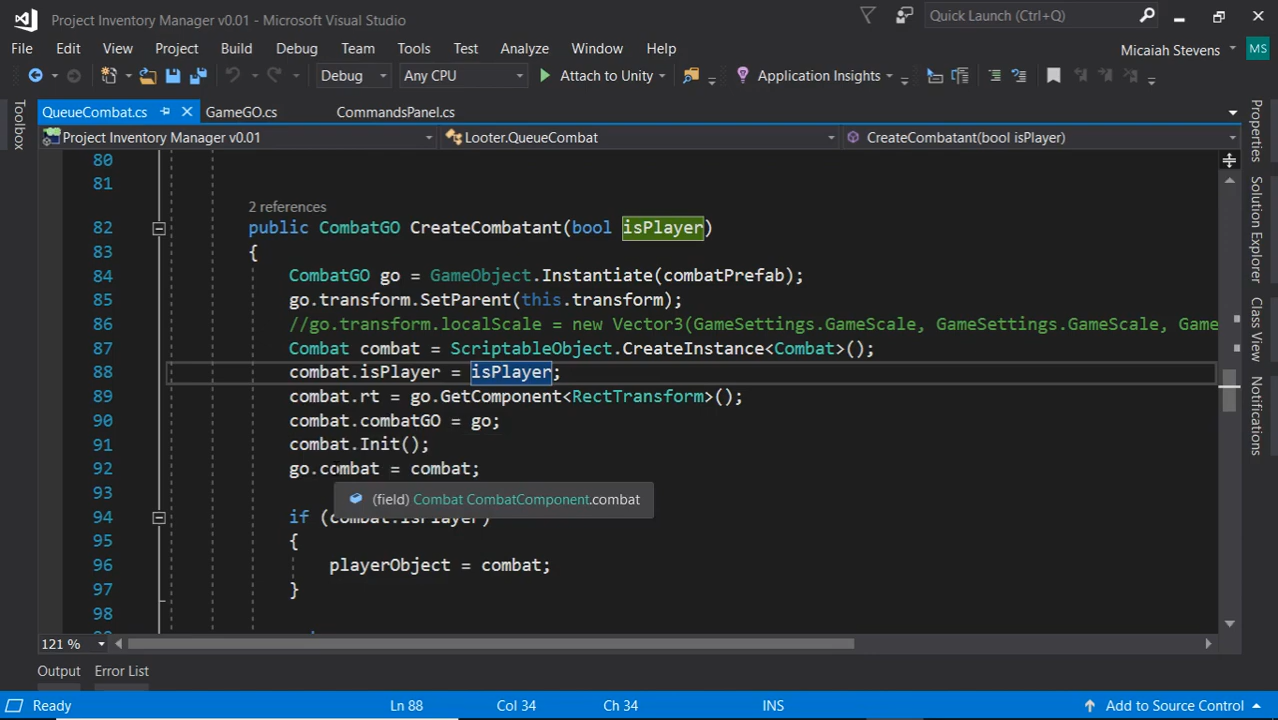 Project Inventory Manager v0.01 - Microsoft Visual Studio
Quick Launch (Ctrl+Q)
File Edit View Project Build Debug Team Tools Test Analyze Window Help
Micaiah Stevens
MS
Debug Any CPU Attach to Unity Application Insights
Toolbox
QueueCombat.cs GameGO.cs CommandsPanel.cs
Project Inventory Manager v0.01 Looter.QueueCombat CreateCombatant(bool isPlayer)
80
81
2 references
82 public CombatGO CreateCombatant(bool isPlayer)
83 {
84 CombatGO go = GameObject.Instantiate(combatPrefab);
85 go.transform.SetParent(this.transform);
86 //go.transform.localScale = new Vector3(GameSettings.GameScale, GameSettings.GameScale, Game
87 Combat combat = ScriptableObject.CreateInstance<Combat>();
88 combat.isPlayer = isPlayer;
89 combat.rt = go.GetComponent<RectTransform>();
90 combat.combatGO = go;
91 combat.Init();
92 go.combat = combat;
93
(field) Combat CombatComponent.combat
94 if (combat.isPlayer)
95 {
96 playerObject = combat;
97 }
98
Properties
Solution Explorer
Class View
Notifications
121 %
Output Error List
Ready Ln 88 Col 34 Ch 34 INS Add to Source Control